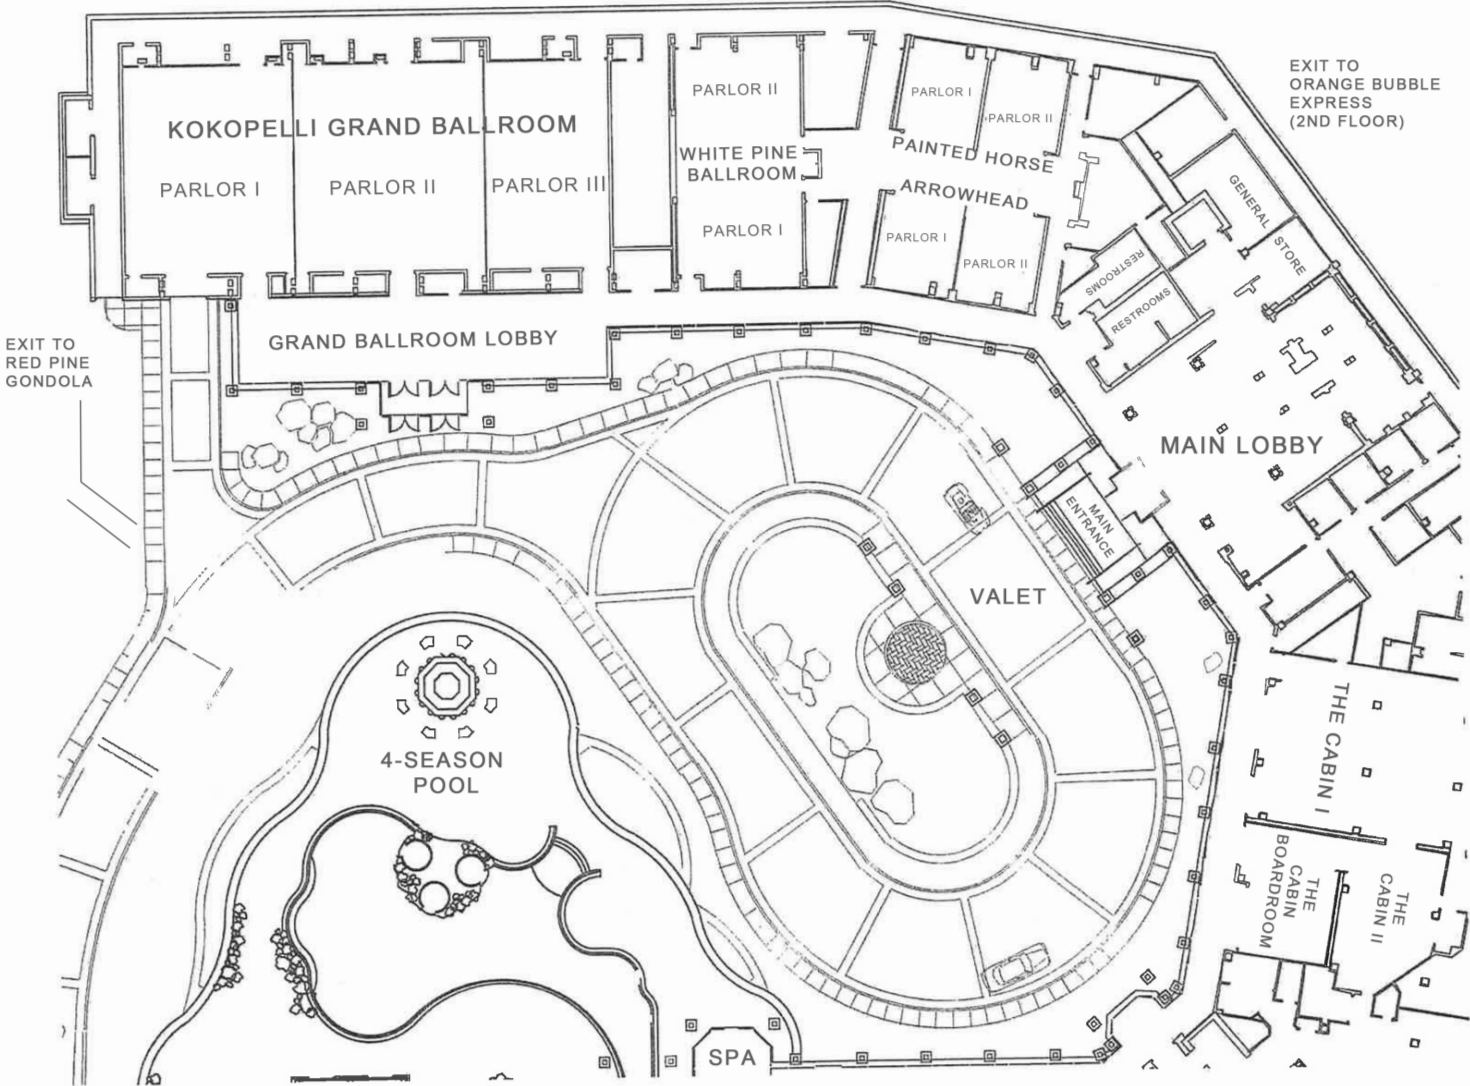 EXIT TO
ORANGE BUBBLE
EXPRESS
(2ND FLOOR)
PARLOR II
PARLOR I
PARLOR II
KOKOPELLI GRAND BALLROOM
PAINTED HORSE
WHITE PINE
BALLROOM
PARLOR I
PARLOR II
PARLOR III
ARROWHEAD
GENERAL
STORE
PARLOR I
PARLOR I
PARLOR II
RESTROOMS
RESTROOMS
GRAND BALLROOM LOBBY
EXIT TO
RED PINE
GONDOLA
MAIN LOBBY
MAIN
ENTRANCE
VALET
4-SEASON
POOL
THE CABIN I
THE
CABIN
BOARDROOM
THE
CABIN II
SPA